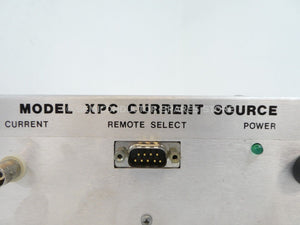 MODEL XPC CURRENT SOURCE
CURRENT REMOTE SELECT POWER